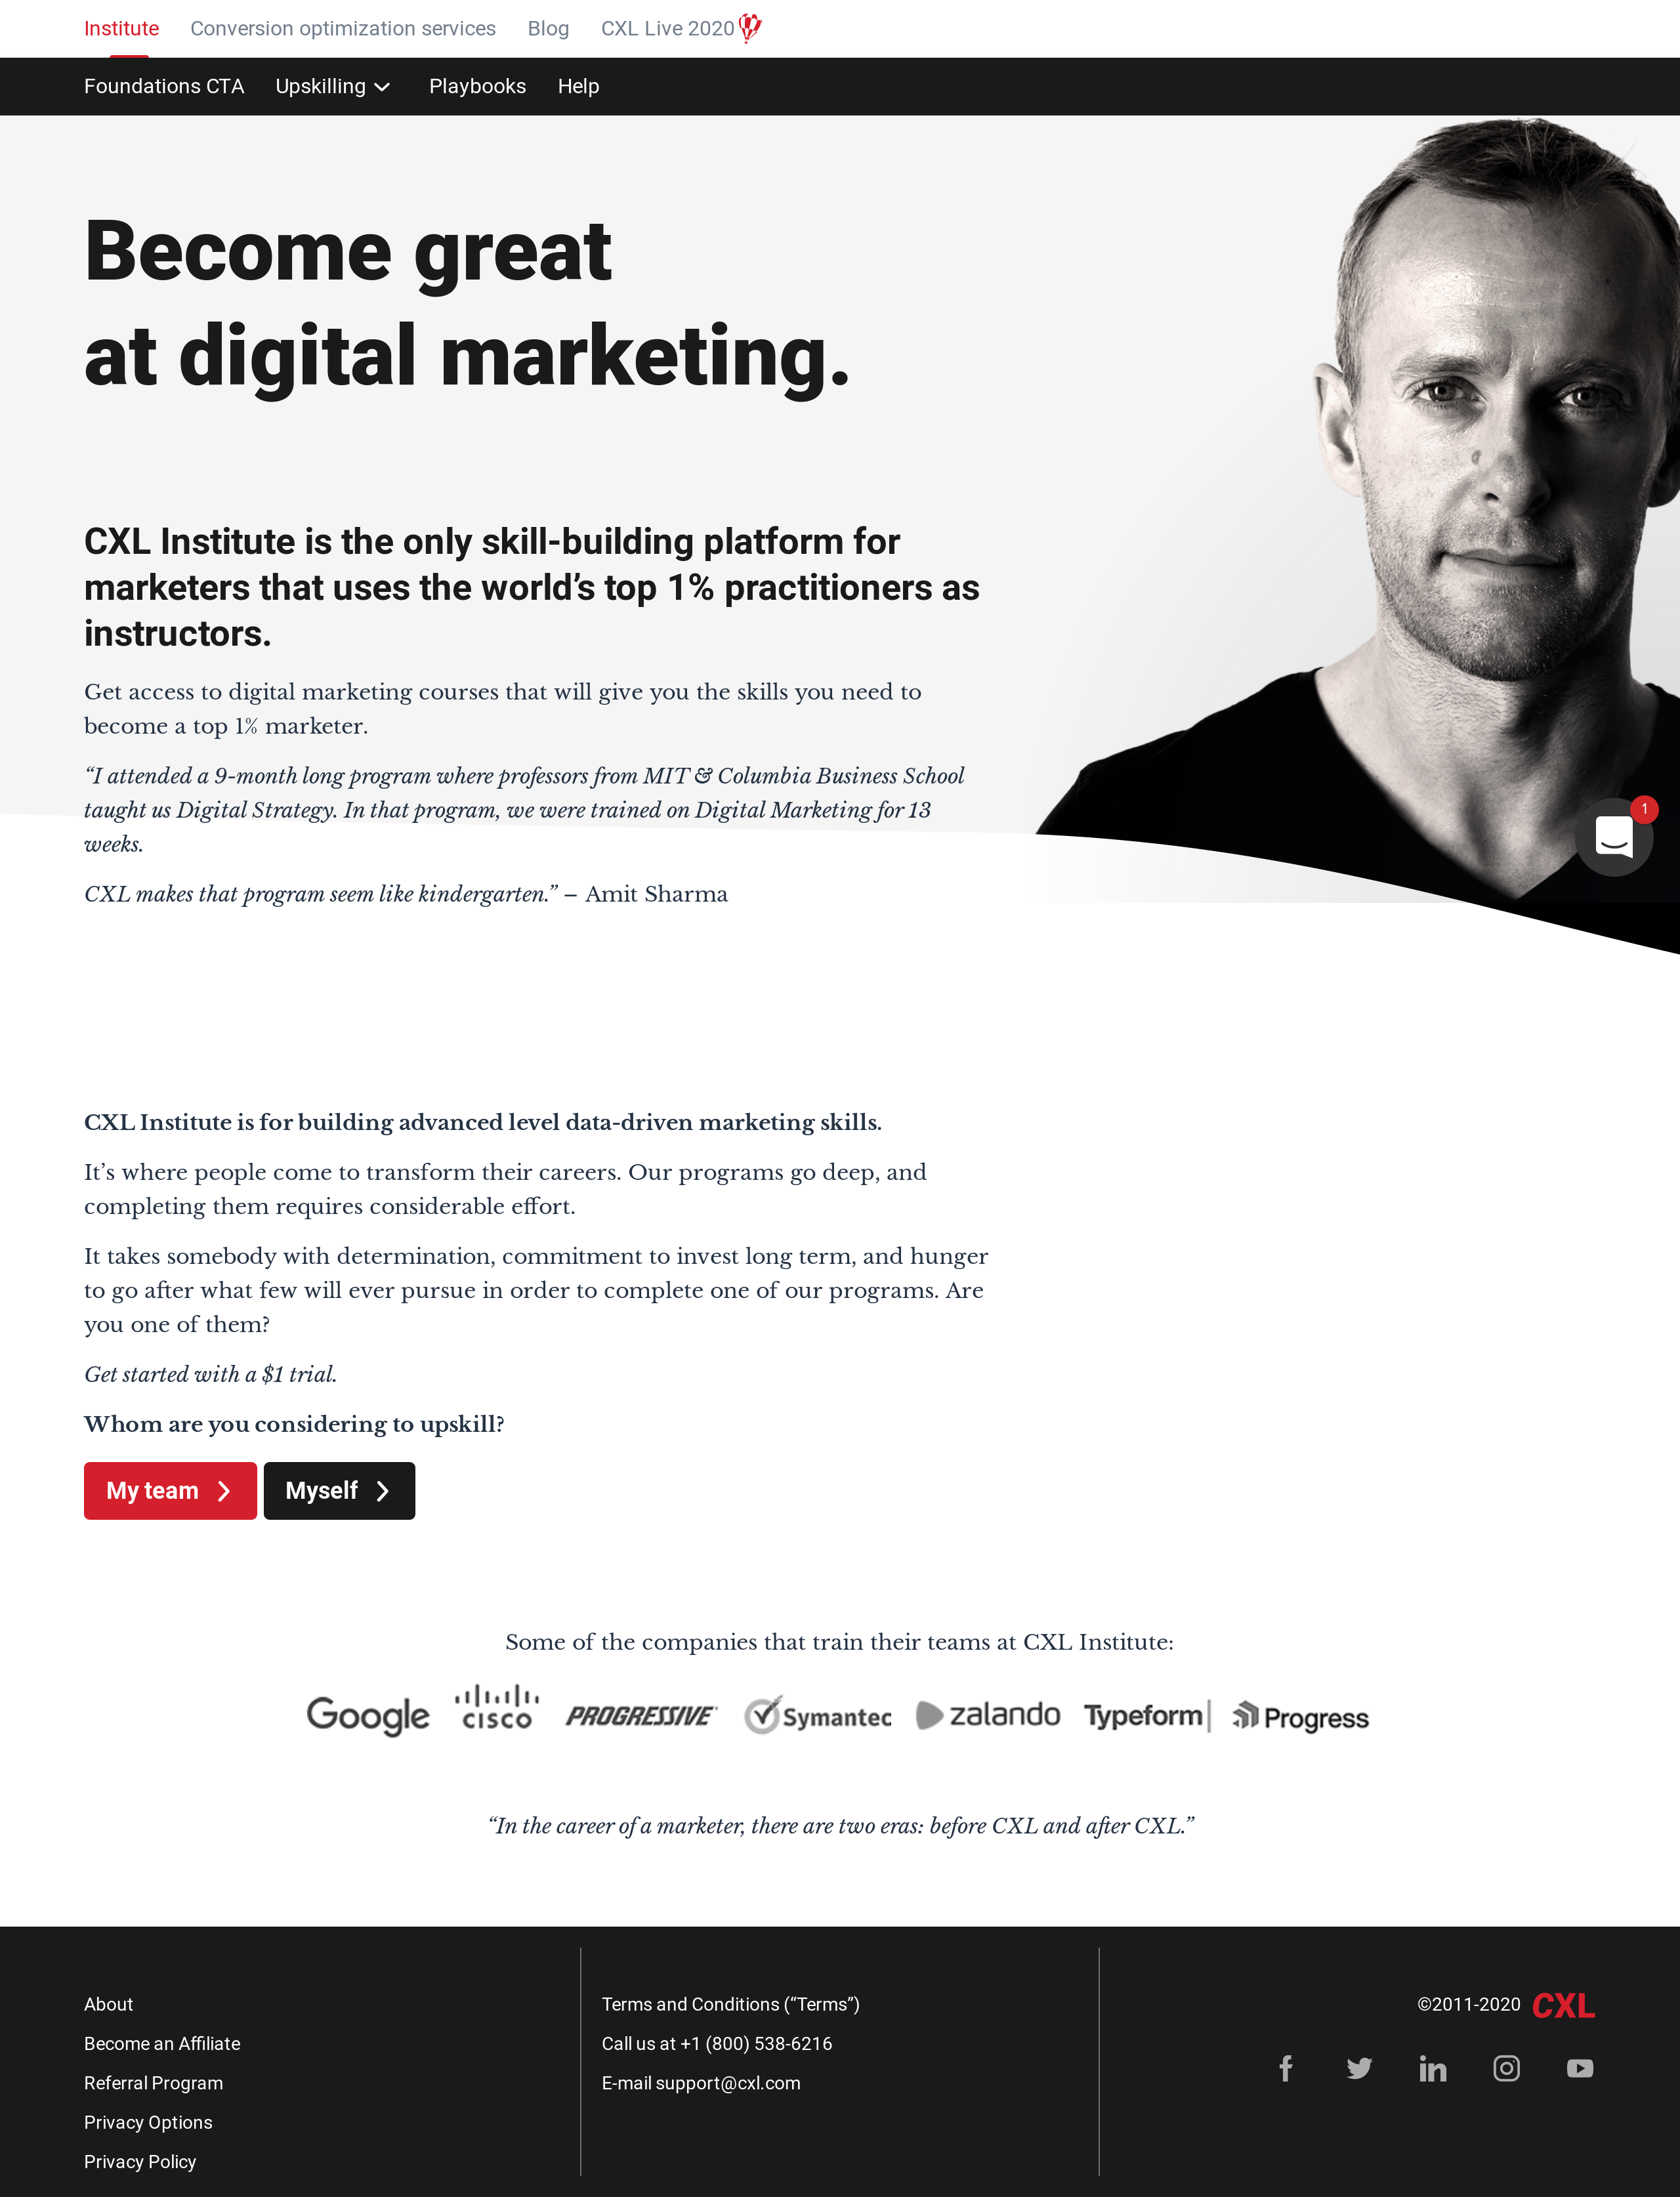 Institute Conversion optimization services Blog CXL Live 2020
Foundations CTA Upskilling Playbooks Help
Become great
at digital marketing.
CXL Institute is the only skill-building platform for
marketers that uses the world’s top 1% practitioners as
instructors.
Get access to digital marketing courses that will give you the skills you need to
become a top 1% marketer.
“I attended a 9-month long program where professors from MIT & Columbia Business School
taught us Digital Strategy. In that program, we were trained on Digital Marketing for 13
weeks.
1
CXL makes that program seem like kindergarten.” – Amit Sharma
CXL Institute is for building advanced level data-driven marketing skills.
It’s where people come to transform their careers. Our programs go deep, and
completing them requires considerable effort.
It takes somebody with determination, commitment to invest long term, and hunger
to go after what few will ever pursue in order to complete one of our programs. Are
you one of them?
Get started with a $1 trial.
Whom are you considering to upskill?
My team Myself
Some of the companies that train their teams at CXL Institute:
Google cisco PROGRESSIVE Symantec zalando Typeform Progress
“In the career of a marketer, there are two eras: before CXL and after CXL.”
About
Become an Affiliate
Referral Program
Privacy Options
Privacy Policy
Terms and Conditions (“Terms”)
Call us at +1 (800) 538-6216
E-mail support@cxl.com
©2011-2020 CXL